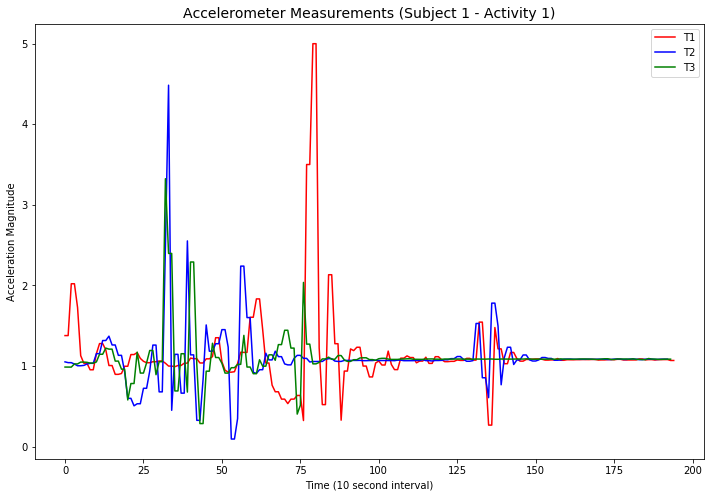 Accelerometer Measurements (Subject 1 - Activity 1)
T1
T2
T3
5
4
3
2
1
0
Acceleration Magnitude
0 25 50 75 100 125 150 175 200
Time (10 second interval)